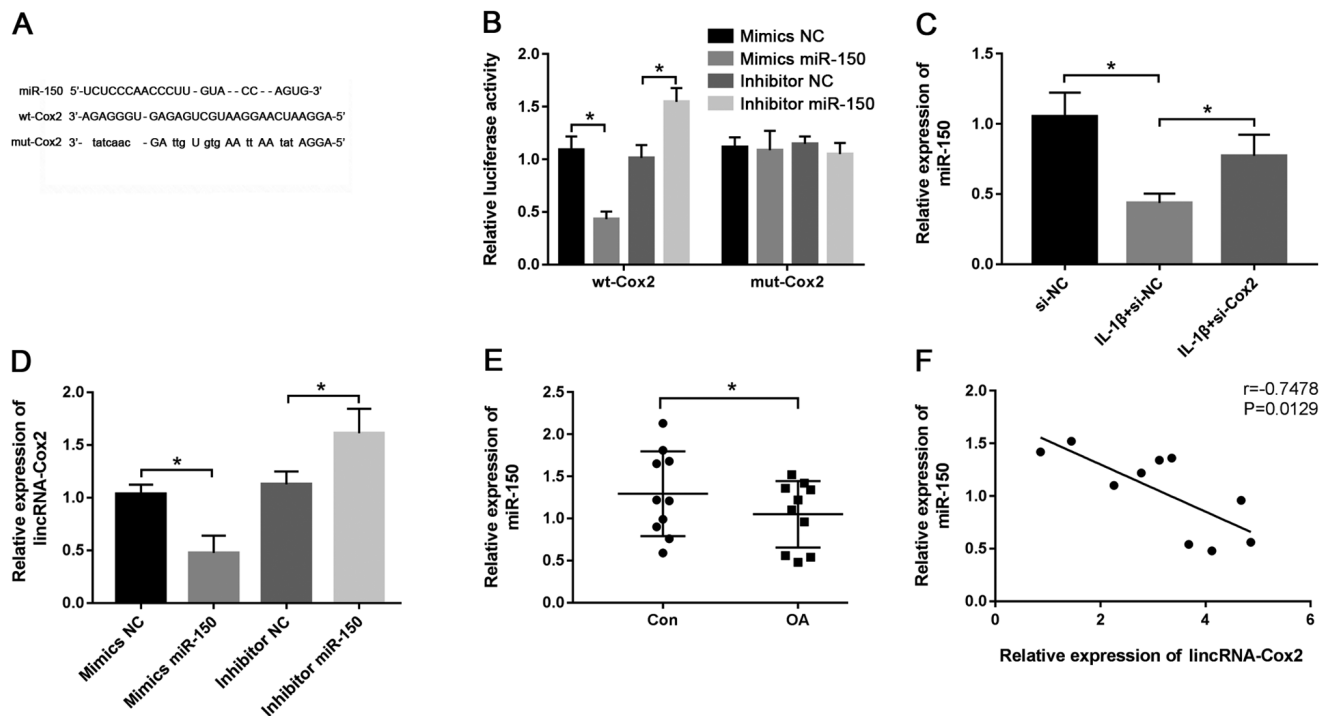 A
miR-150 5'-UCUCCCAACCCUU - GUA - - CC - - AGUG-3'
wt-Cox2 3'-AGAGGGU - GAGAGUCGUAAGGAACUAAGGA-5'
mut-Cox2 3'- tatcaac - GA ttg U gtg AA tt AA tat AGGA-5'
B
Mimics NC
Mimics miR-150
Inhibitor NC
Inhibitor miR-150
Relative luciferase activity
2.0
1.5
1.0
0.5
0.0
*
*
wt-Cox2
mut-Cox2
C
Relative expression of
miR-150
1.5
1.0
0.5
0.0
*
*
si-NC
IL-1β+si-NC
IL-1β+si-Cox2
D
Relative expression of
lincRNA-Cox2
2.0
1.5
1.0
0.5
0.0
*
*
Mimics NC
Mimics miR-150
Inhibitor NC
Inhibitor miR-150
E
Relative expression of
miR-150
2.5
2.0
1.5
1.0
0.5
0.0
*
Con
OA
F
Relative expression of
miR-150
2.0
1.5
1.0
0.5
0.0
r=-0.7478
P=0.0129
0 2 4 6
Relative expression of lincRNA-Cox2